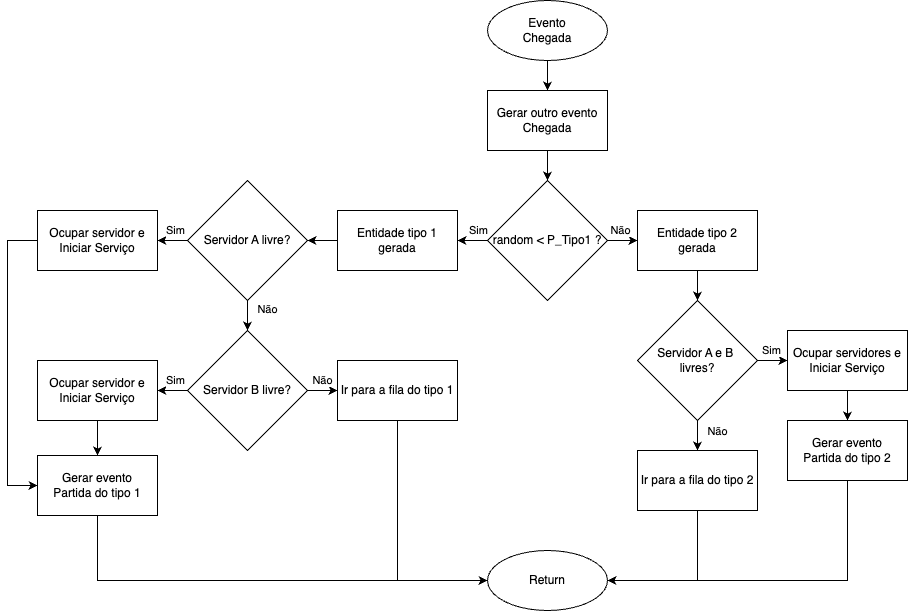 Evento
Chegada
Gerar outro evento
Chegada
Ocupar servidor e
Iniciar Serviço
Sim
Servidor A livre?
Entidade tipo 1
gerada
Sim
random < P_Tipo1 ?
Não
Entidade tipo 2
gerada
Não
Ocupar servidor e
Iniciar Serviço
Sim
Servidor B livre?
Não
Ir para a fila do tipo 1
Servidor A e B
livres?
Sim
Ocupar servidores e
Iniciar Serviço
Não
Gerar evento
Partida do tipo 2
Gerar evento
Partida do tipo 1
Ir para a fila do tipo 2
Return